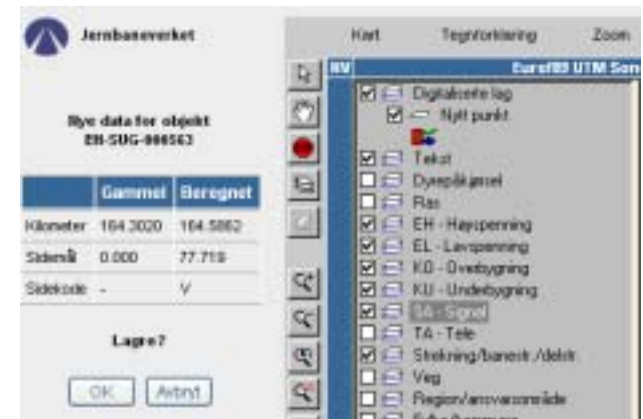 Jernbaneverket
Nye data for objekt
EH-SUG-000563
Gammel Beregnet
Kilometer 164.3020 164.5862
Sidemål 0.000 77.719
Sidekode - V
Lagre?
OK Avbryt
Kart Tegnforklaring Zoom
NV Euref89 UTM Son
Digitaliserte lag
Nytt punkt
Tekst
Dyrepåkjørsel
Ras
EH - Høyspenning
EL - Lavspenning
KO - Overbygning
KU - Underbygning
SA - Signal
TA - Tele
Strekning/banestr./delstr.
Veg
Region/ansvarsområde